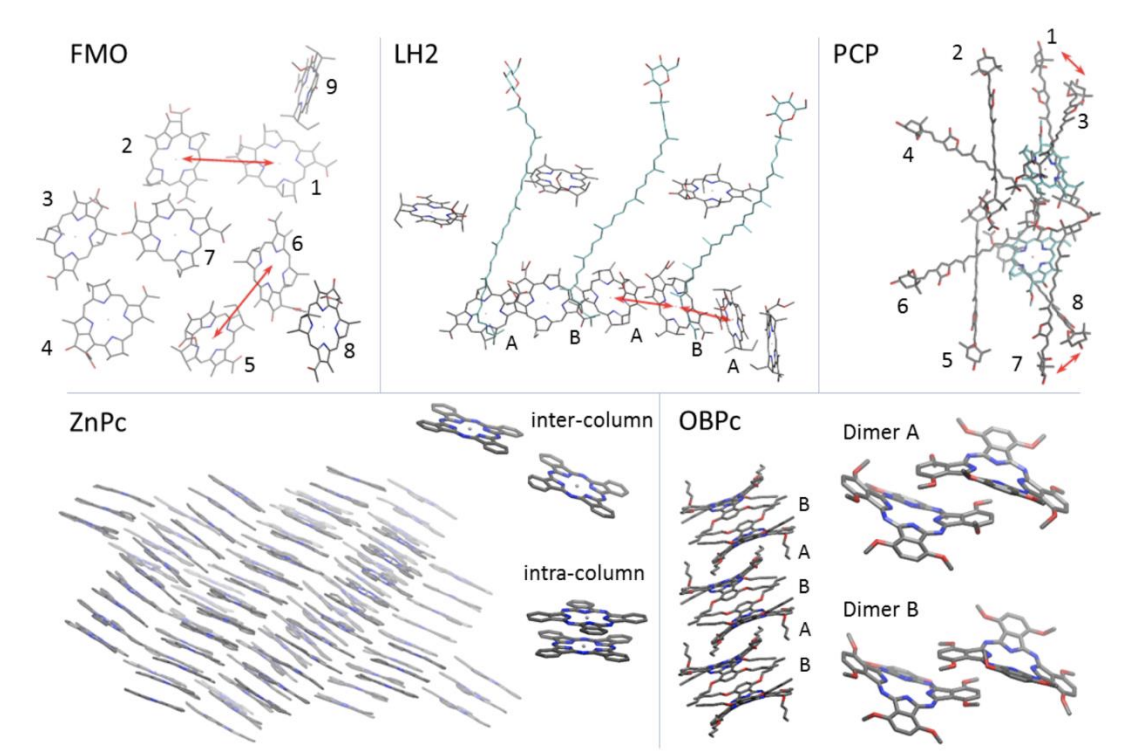 FMO
9
2
1
3
7
6
4
5
8
LH2
A
B
A
B
A
PCP
1
2
3
4
6
5
7
8
ZnPc
inter-column
intra-column
OBPc
B
A
B
A
B
Dimer A
Dimer B